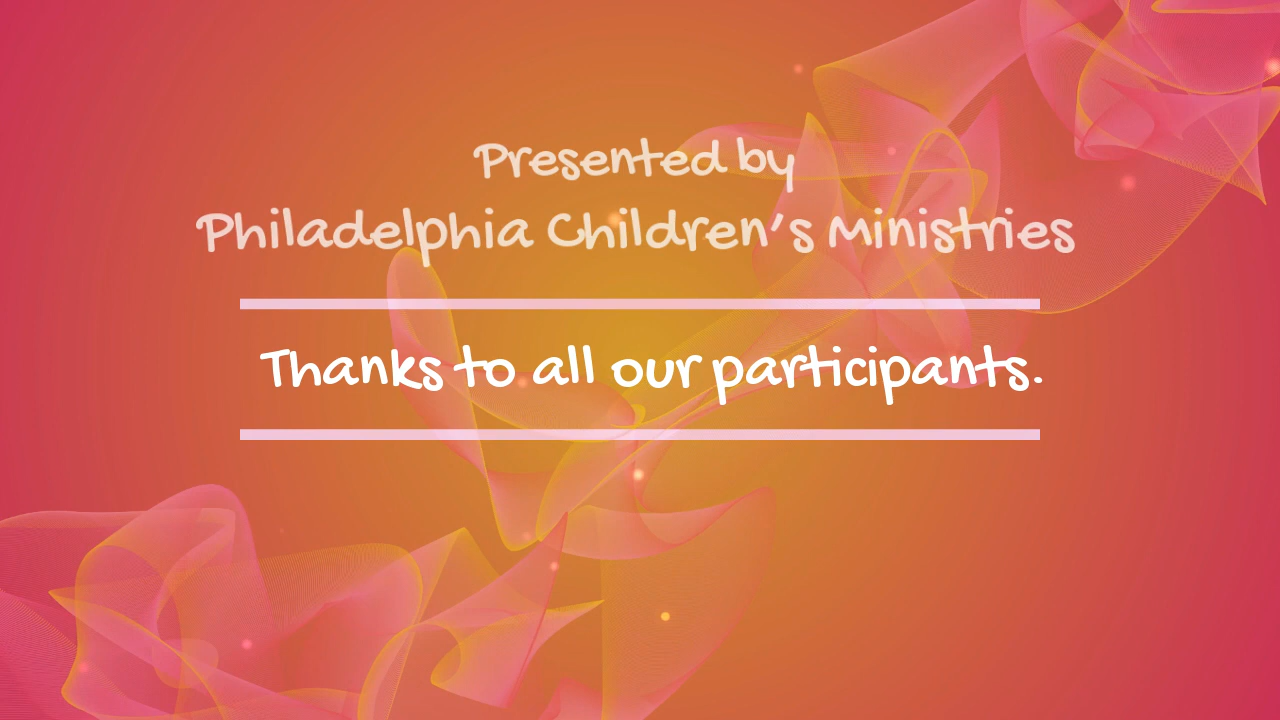 Presented by
Philadelphia Children's Ministries
Thanks to all our participants.